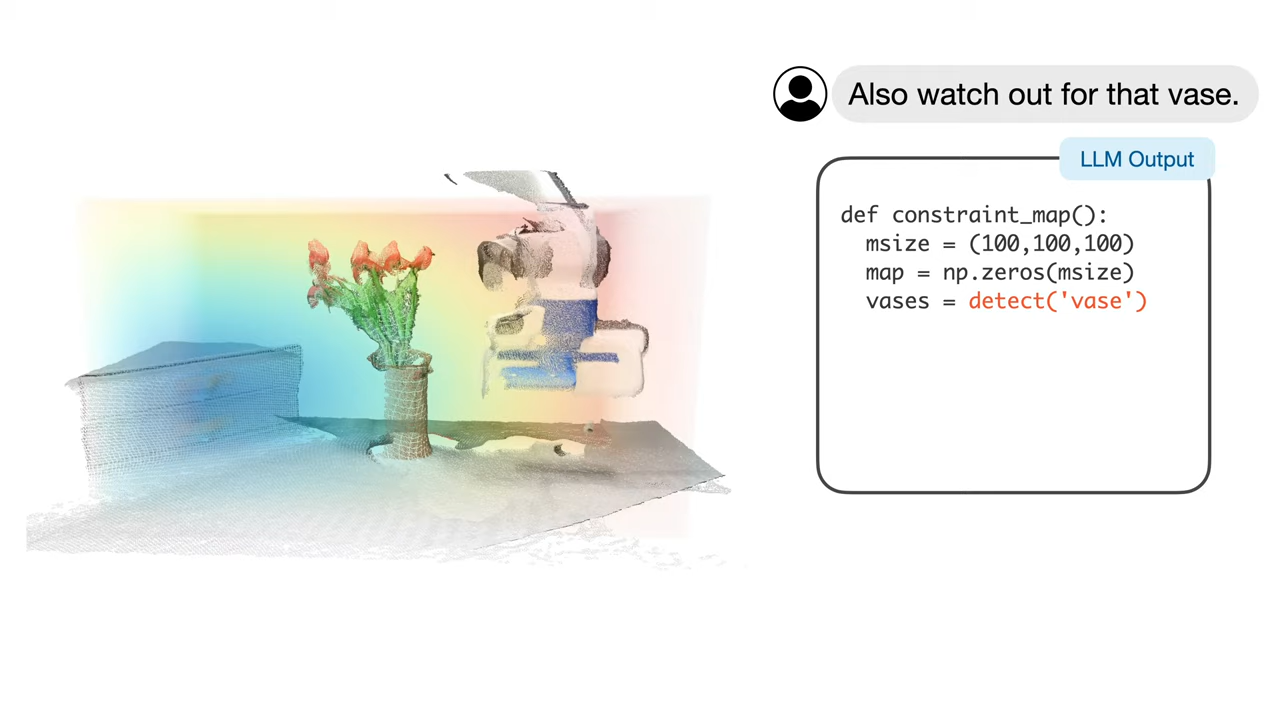 Also watch out for that vase.
LLM Output
def constraint_map():
  msize = (100,100,100)
  map = np.zeros(msize)
  vases = detect('vase')